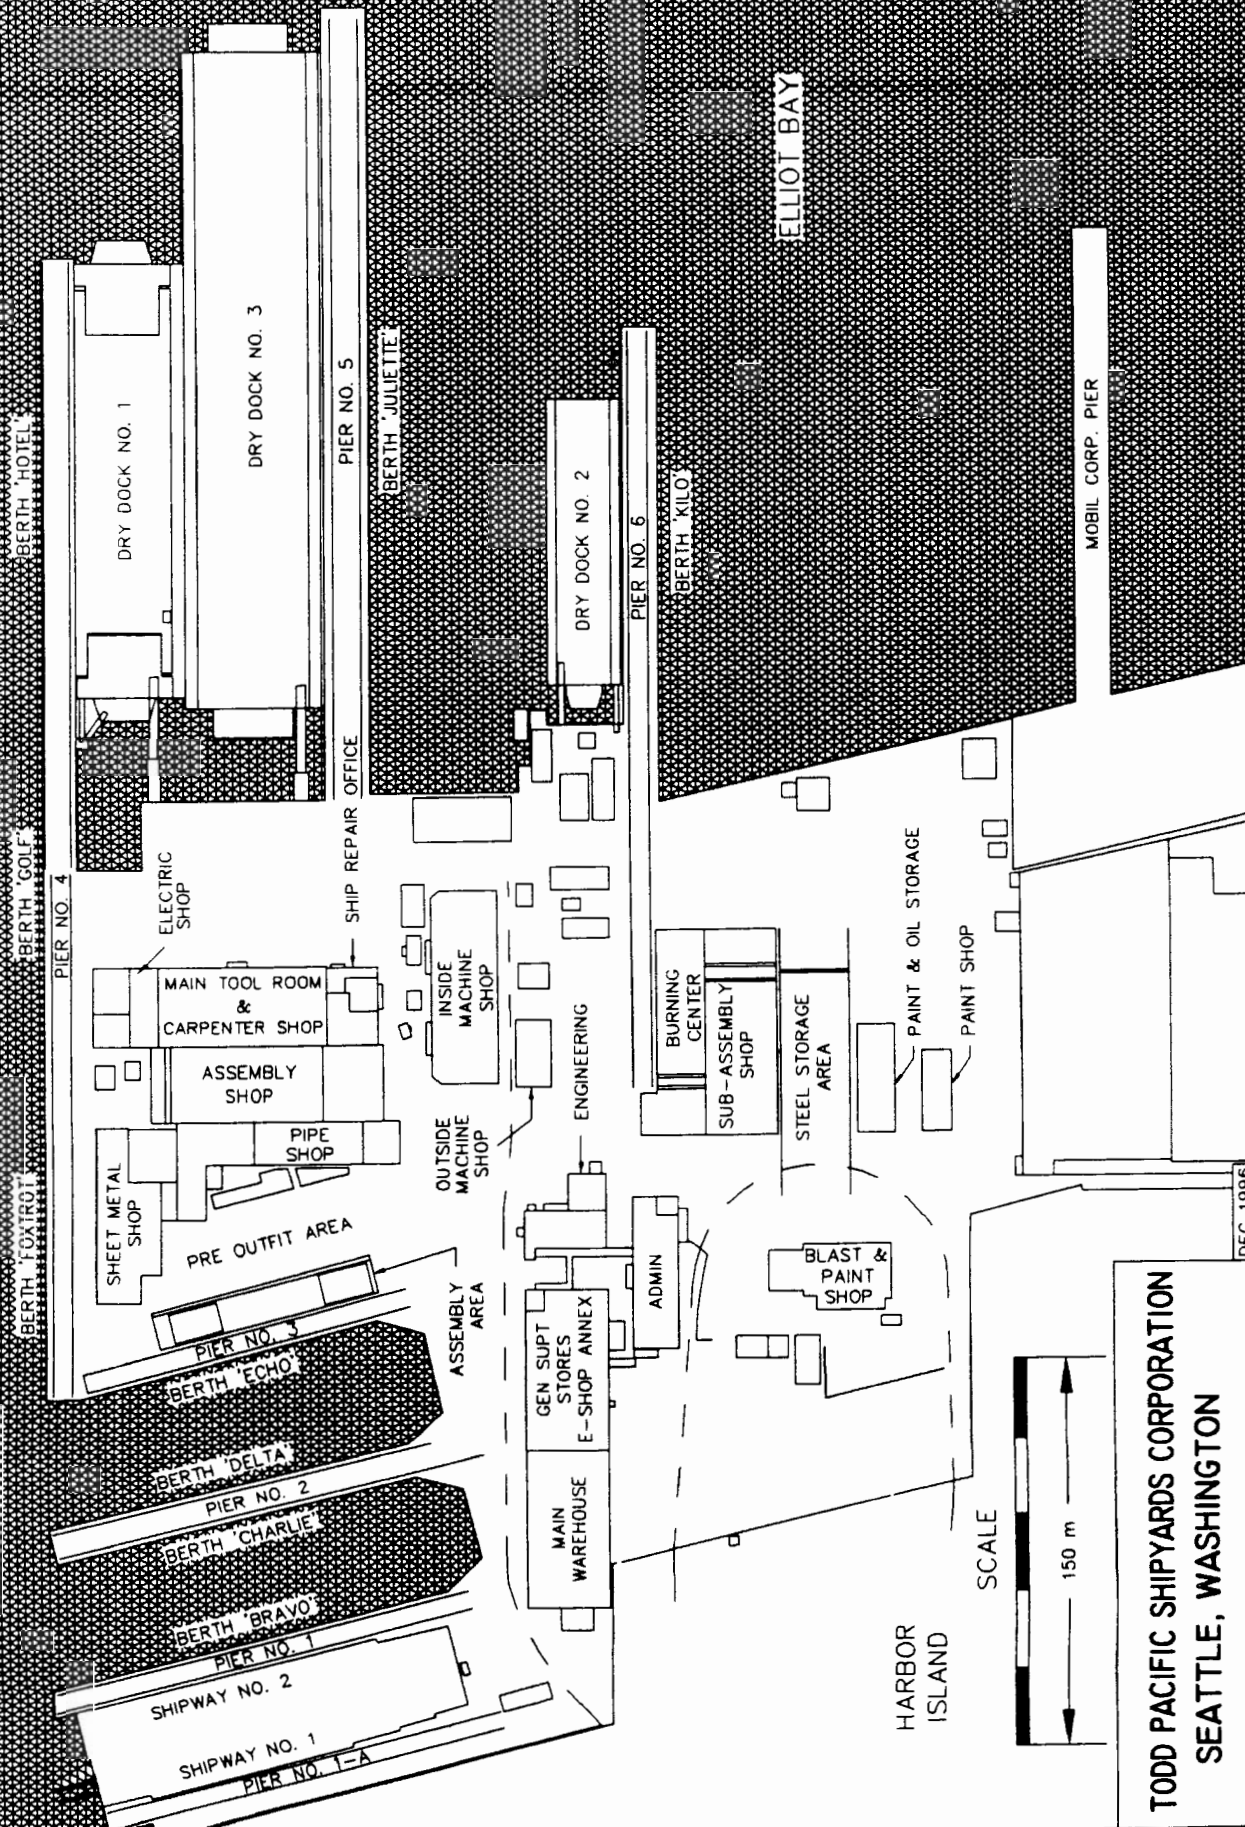 ELLIOT BAY
BERTH 'HOTEL'
DRY DOCK NO. 1
DRY DOCK NO. 3
PIER NO. 5
BERTH 'JULIETTE'
DRY DOCK NO. 2
PIER NO. 6
BERTH 'KILO'
MOBIL CORP. PIER
BERTH 'GOLF'
PIER NO. 4
ELECTRIC
SHOP
SHIP REPAIR OFFICE
MAIN TOOL ROOM
&
CARPENTER SHOP
INSIDE
MACHINE
SHOP
ASSEMBLY
SHOP
PIPE
SHOP
OUTSIDE
MACHINE
SHOP
ENGINEERING
BURNING
CENTER
SUB-ASSEMBLY
SHOP
STEEL STORAGE
AREA
PAINT & OIL STORAGE
PAINT SHOP
BERTH 'FOXTROT'
SHEET METAL
SHOP
PRE OUTFIT AREA
ASSEMBLY
AREA
PIER NO. 3
BERTH 'ECHO'
ADMIN
GEN SUPT
STORES
E-SHOP ANNEX
BLAST &
PAINT
SHOP
BERTH 'DELTA'
PIER NO. 2
BERTH 'CHARLIE'
MAIN
WAREHOUSE
BERTH 'BRAVO'
PIER NO. 1
SHIPWAY NO. 2
SHIPWAY NO. 1
PIER NO. 1-A
HARBOR
ISLAND
SCALE
150 m
DEC 1996
TODD PACIFIC SHIPYARDS CORPORATION
SEATTLE, WASHINGTON